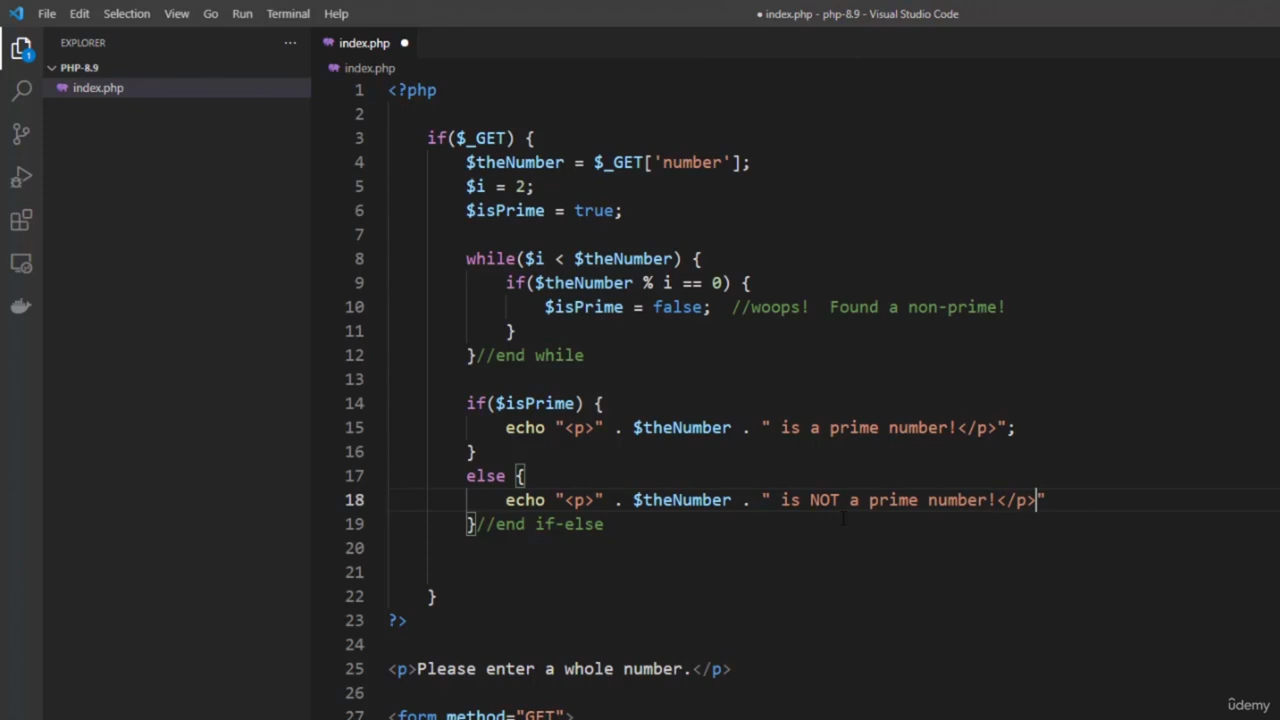 File Edit Selection View Go Run Terminal Help
● index.php - php-8.9 - Visual Studio Code
EXPLORER ···
index.php ●
PHP-8.9
index.php
index.php
1
1 <?php
2
3 if($_GET) {
4 $theNumber = $_GET['number'];
5 $i = 2;
6 $isPrime = true;
7
8 while($i < $theNumber) {
9 if($theNumber % i == 0) {
10 $isPrime = false; //woops! Found a non-prime!
11 }
12 }//end while
13
14 if($isPrime) {
15 echo "<p>" . $theNumber . " is a prime number!</p>";
16 }
17 else {
18 echo "<p>" . $theNumber . " is NOT a prime number!</p>"
19 }//end if-else
20
21
22 }
23 ?>
24
25 <p>Please enter a whole number.</p>
26
27 <form method="GET">
ûdemy